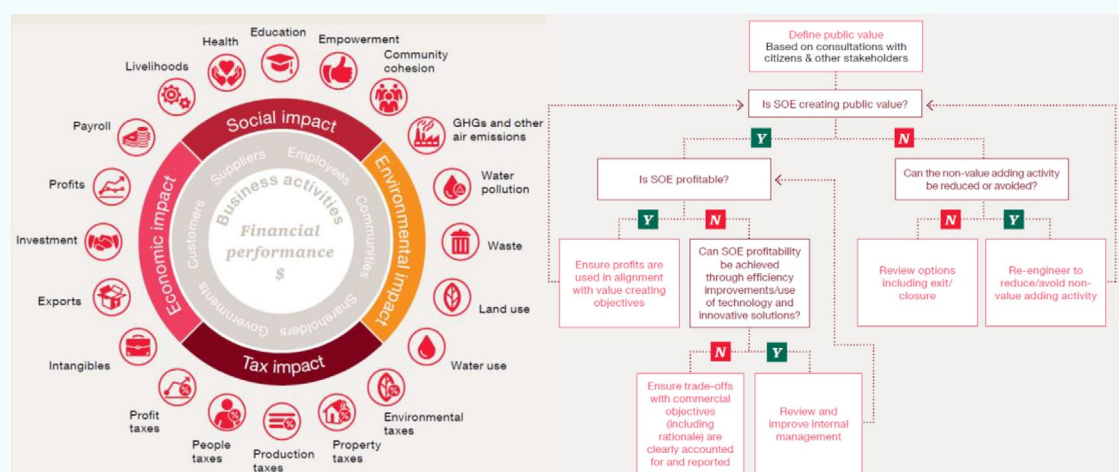 Education
Health
Empowerment
Livelihoods
Community
cohesion
Payroll
GHGs and other
air emissions
Profits
Water
pollution
Investment
Waste
Exports
Land use
Intangibles
Water use
Profit
taxes
People
taxes
Production
taxes
Property
taxes
Environmental
taxes
Social impact
Environmental impact
Tax impact
Economic impact
Suppliers
Employees
Communities
Shareholders
Governments
Customers
Business activities
Financial
performance
$
Define public value
Based on consultations with
citizens & other stakeholders
Is SOE creating public value?
Y
N
Is SOE profitable?
Can the non-value adding activity
be reduced or avoided?
Y
N
N
Y
Ensure profits are
used in alignment
with value creating
objectives
Can SOE profitability
be achieved
through efficiency
improvements/use
of technology and
innovative solutions?
Review options
including exit/
closure
Re-engineer to
reduce/avoid non-
value adding activity
N
Y
Ensure trade-offs
with commercial
objectives
(including
rationale) are
clearly accounted
for and reported
Review and
improve internal
management